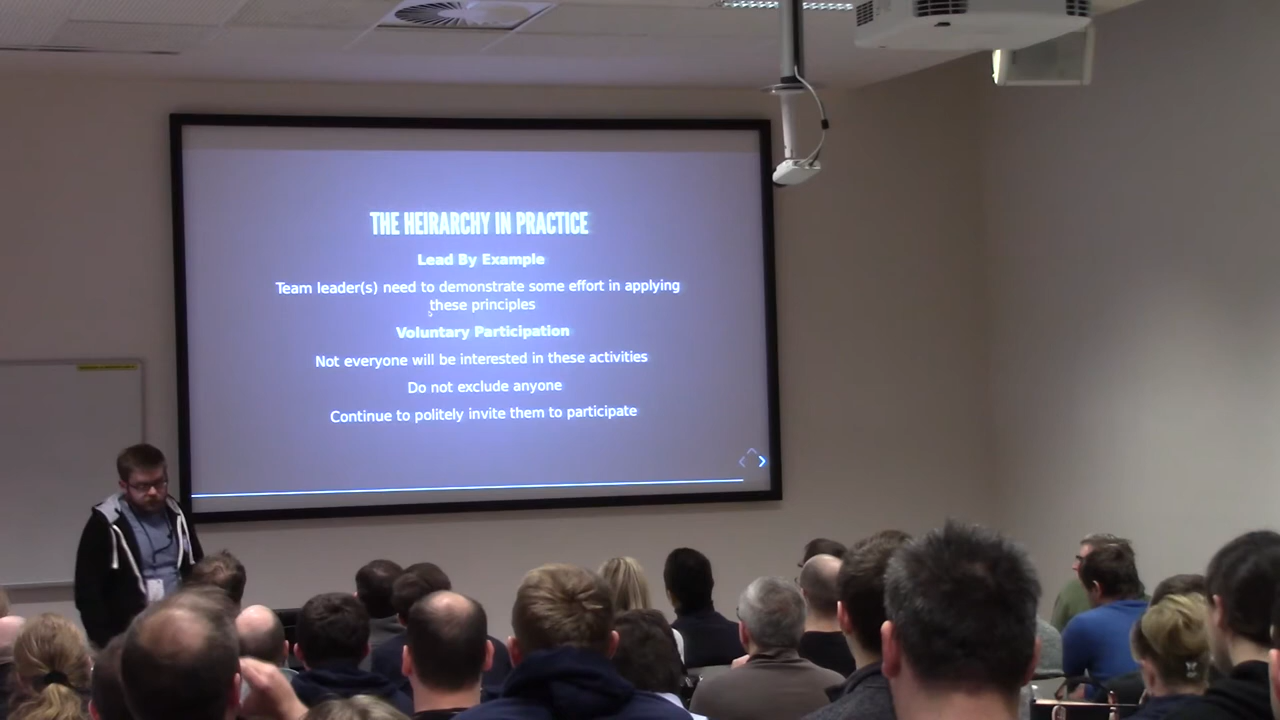 THE HEIRARCHY IN PRACTICE
Lead By Example
Team leader(s) need to demonstrate some effort in applying
these principles
Voluntary Participation
Not everyone will be interested in these activities
Do not exclude anyone
Continue to politely invite them to participate